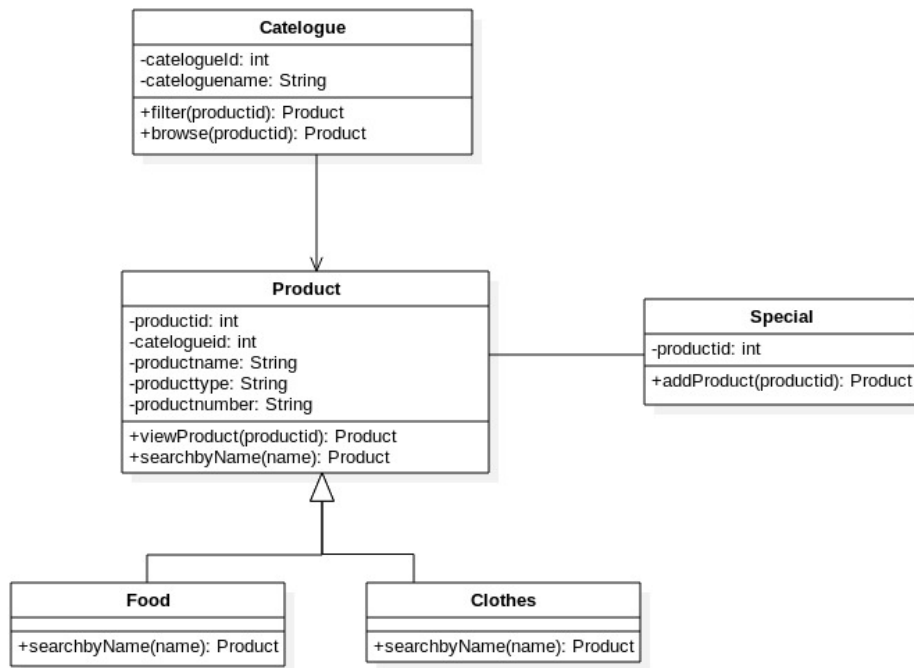 Catelogue
-catelogueId: int
-cateloguename: String
+filter(productid): Product
+browse(productid): Product
Product
-productid: int
-catelogueid: int
-productname: String
-producttype: String
-productnumber: String
+viewProduct(productid): Product
+searchbyName(name): Product
Special
-productid: int
+addProduct(productid): Product
Food
+searchbyName(name): Product
Clothes
+searchbyName(name): Product